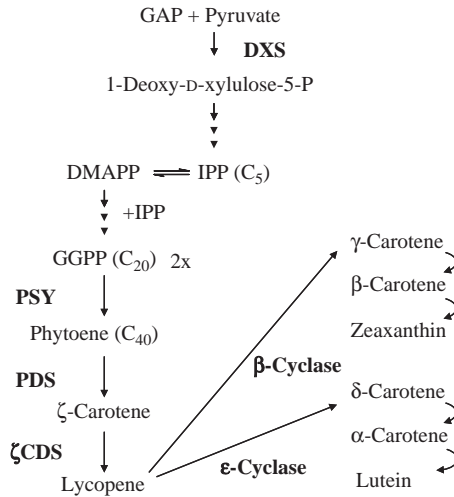 GAP + Pyruvate
DXS
1-Deoxy-D-xylulose-5-P
DMAPP
IPP (C5)
+IPP
GGPP (C20) 2x
PSY
Phytoene (C40)
PDS
ζ-Carotene
ζCDS
Lycopene
β-Cyclase
ε-Cyclase
γ-Carotene
β-Carotene
Zeaxanthin
δ-Carotene
α-Carotene
Lutein